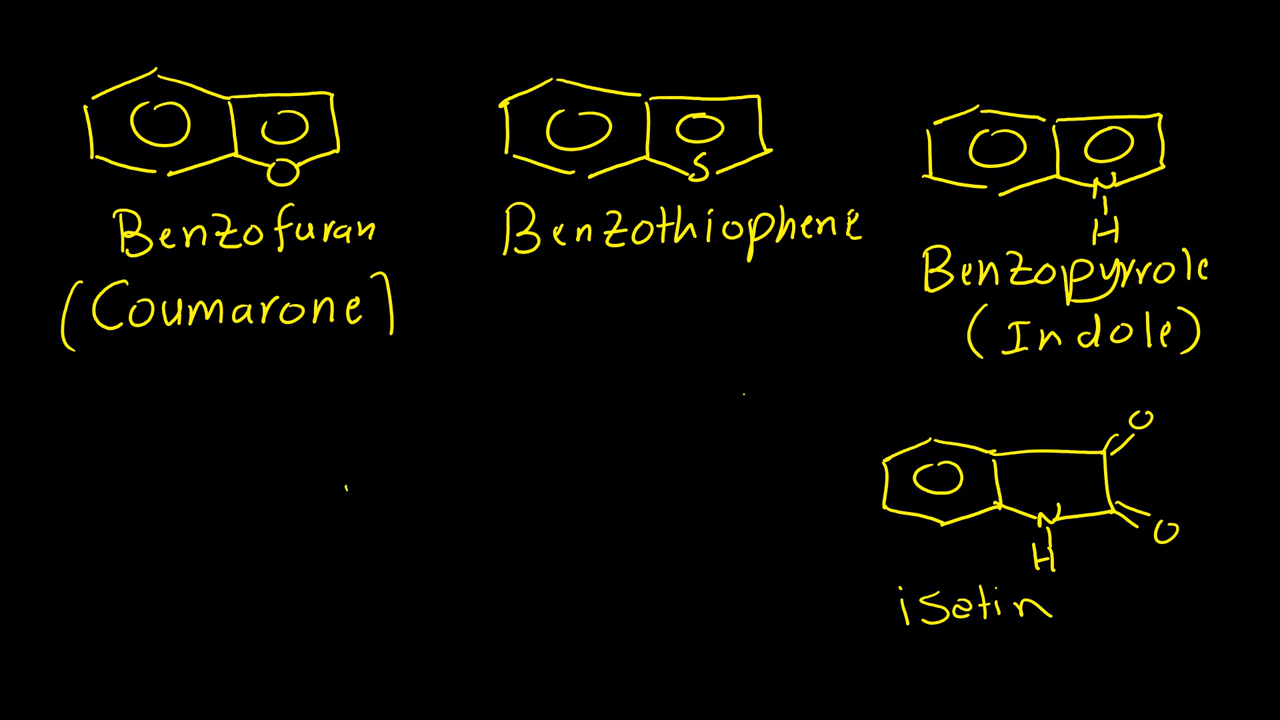 O
Benzofuran
(Coumarone)
S
Benzothiophene
N
H
Benzopyrrole
(Indole)
O
O
N
H
isatin